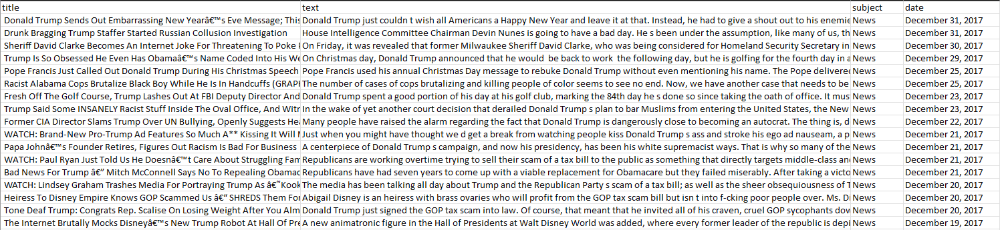 title text subject date
Donald Trump Sends Out Embarrassing New Yearâ€™s Eve Message; This Donald Trump just couldn t wish all Americans a Happy New Year and leave it at that. Instead, he had to give a shout out to his enemie News December 31, 2017
Drunk Bragging Trump Staffer Started Russian Collusion Investigation House Intelligence Committee Chairman Devin Nunes is going to have a bad day. He s been under the assumption, like many of us, th News December 31, 2017
Sheriff David Clarke Becomes An Internet Joke For Threatening To Poke On Friday, it was revealed that former Milwaukee Sheriff David Clarke, who was being considered for Homeland Security Secretary in News December 30, 2017
Trump Is So Obsessed He Even Has Obamaâ€™s Name Coded Into His We On Christmas day, Donald Trump announced that he would be back to work the following day, but he is golfing for the fourth day in a News December 29, 2017
Pope Francis Just Called Out Donald Trump During His Christmas Speech Pope Francis used his annual Christmas Day message to rebuke Donald Trump without even mentioning his name. The Pope delivered News December 25, 2017
Racist Alabama Cops Brutalize Black Boy While He Is In Handcuffs (GRAPI The number of cases of cops brutalizing and killing people of color seems to see no end. Now, we have another case that needs to be News December 25, 2017
Fresh Off The Golf Course, Trump Lashes Out At FBI Deputy Director And Donald Trump spent a good portion of his day at his golf club, marking the 84th day he s done so since taking the oath of office. It mus News December 23, 2017
Trump Said Some INSANELY Racist Stuff Inside The Oval Office, And Witr In the wake of yet another court decision that derailed Donald Trump s plan to bar Muslims from entering the United States, the New News December 23, 2017
Former CIA Director Slams Trump Over UN Bullying, Openly Suggests He Many people have raised the alarm regarding the fact that Donald Trump is dangerously close to becoming an autocrat. The thing is, d News December 22, 2017
WATCH: Brand-New Pro-Trump Ad Features So Much A** Kissing It Will Just when you might have thought we d get a break from watching people kiss Donald Trump s ass and stroke his ego ad nauseam, a p News December 21, 2017
Papa Johnâ€™s Founder Retires, Figures Out Racism Is Bad For Business A centerpiece of Donald Trump s campaign, and now his presidency, has been his white supremacist ways. That is why so many of the News December 21, 2017
WATCH: Paul Ryan Just Told Us He Doesnâ€™t Care About Struggling Fam Republicans are working overtime trying to sell their scam of a tax bill to the public as something that directly targets middle-class an News December 21, 2017
Bad News For Trump â€” Mitch McConnell Says No To Repealing Obamac Republicans have had seven years to come up with a viable replacement for Obamacare but they failed miserably. After taking a victo News December 21, 2017
WATCH: Lindsey Graham Trashes Media For Portraying Trump As â€˜Kook The media has been talking all day about Trump and the Republican Party s scam of a tax bill; as well as the sheer obsequiousness of T News December 20, 2017
Heiress To Disney Empire Knows GOP Scammed Us â€“ SHREDS Them For Abigail Disney is an heiress with brass ovaries who will profit from the GOP tax scam bill but isn t into f-cking poor people over. Ms. Di News December 20, 2017
Tone Deaf Trump: Congrats Rep. Scalise On Losing Weight After You Alm Donald Trump just signed the GOP tax scam into law. Of course, that meant that he invited all of his craven, cruel GOP sycophants dow News December 20, 2017
The Internet Brutally Mocks Disneyâ€™s New Trump Robot At Hall Of Pre A new animatronic figure in the Hall of Presidents at Walt Disney World was added, where every former leader of the republic is depi News December 19, 2017